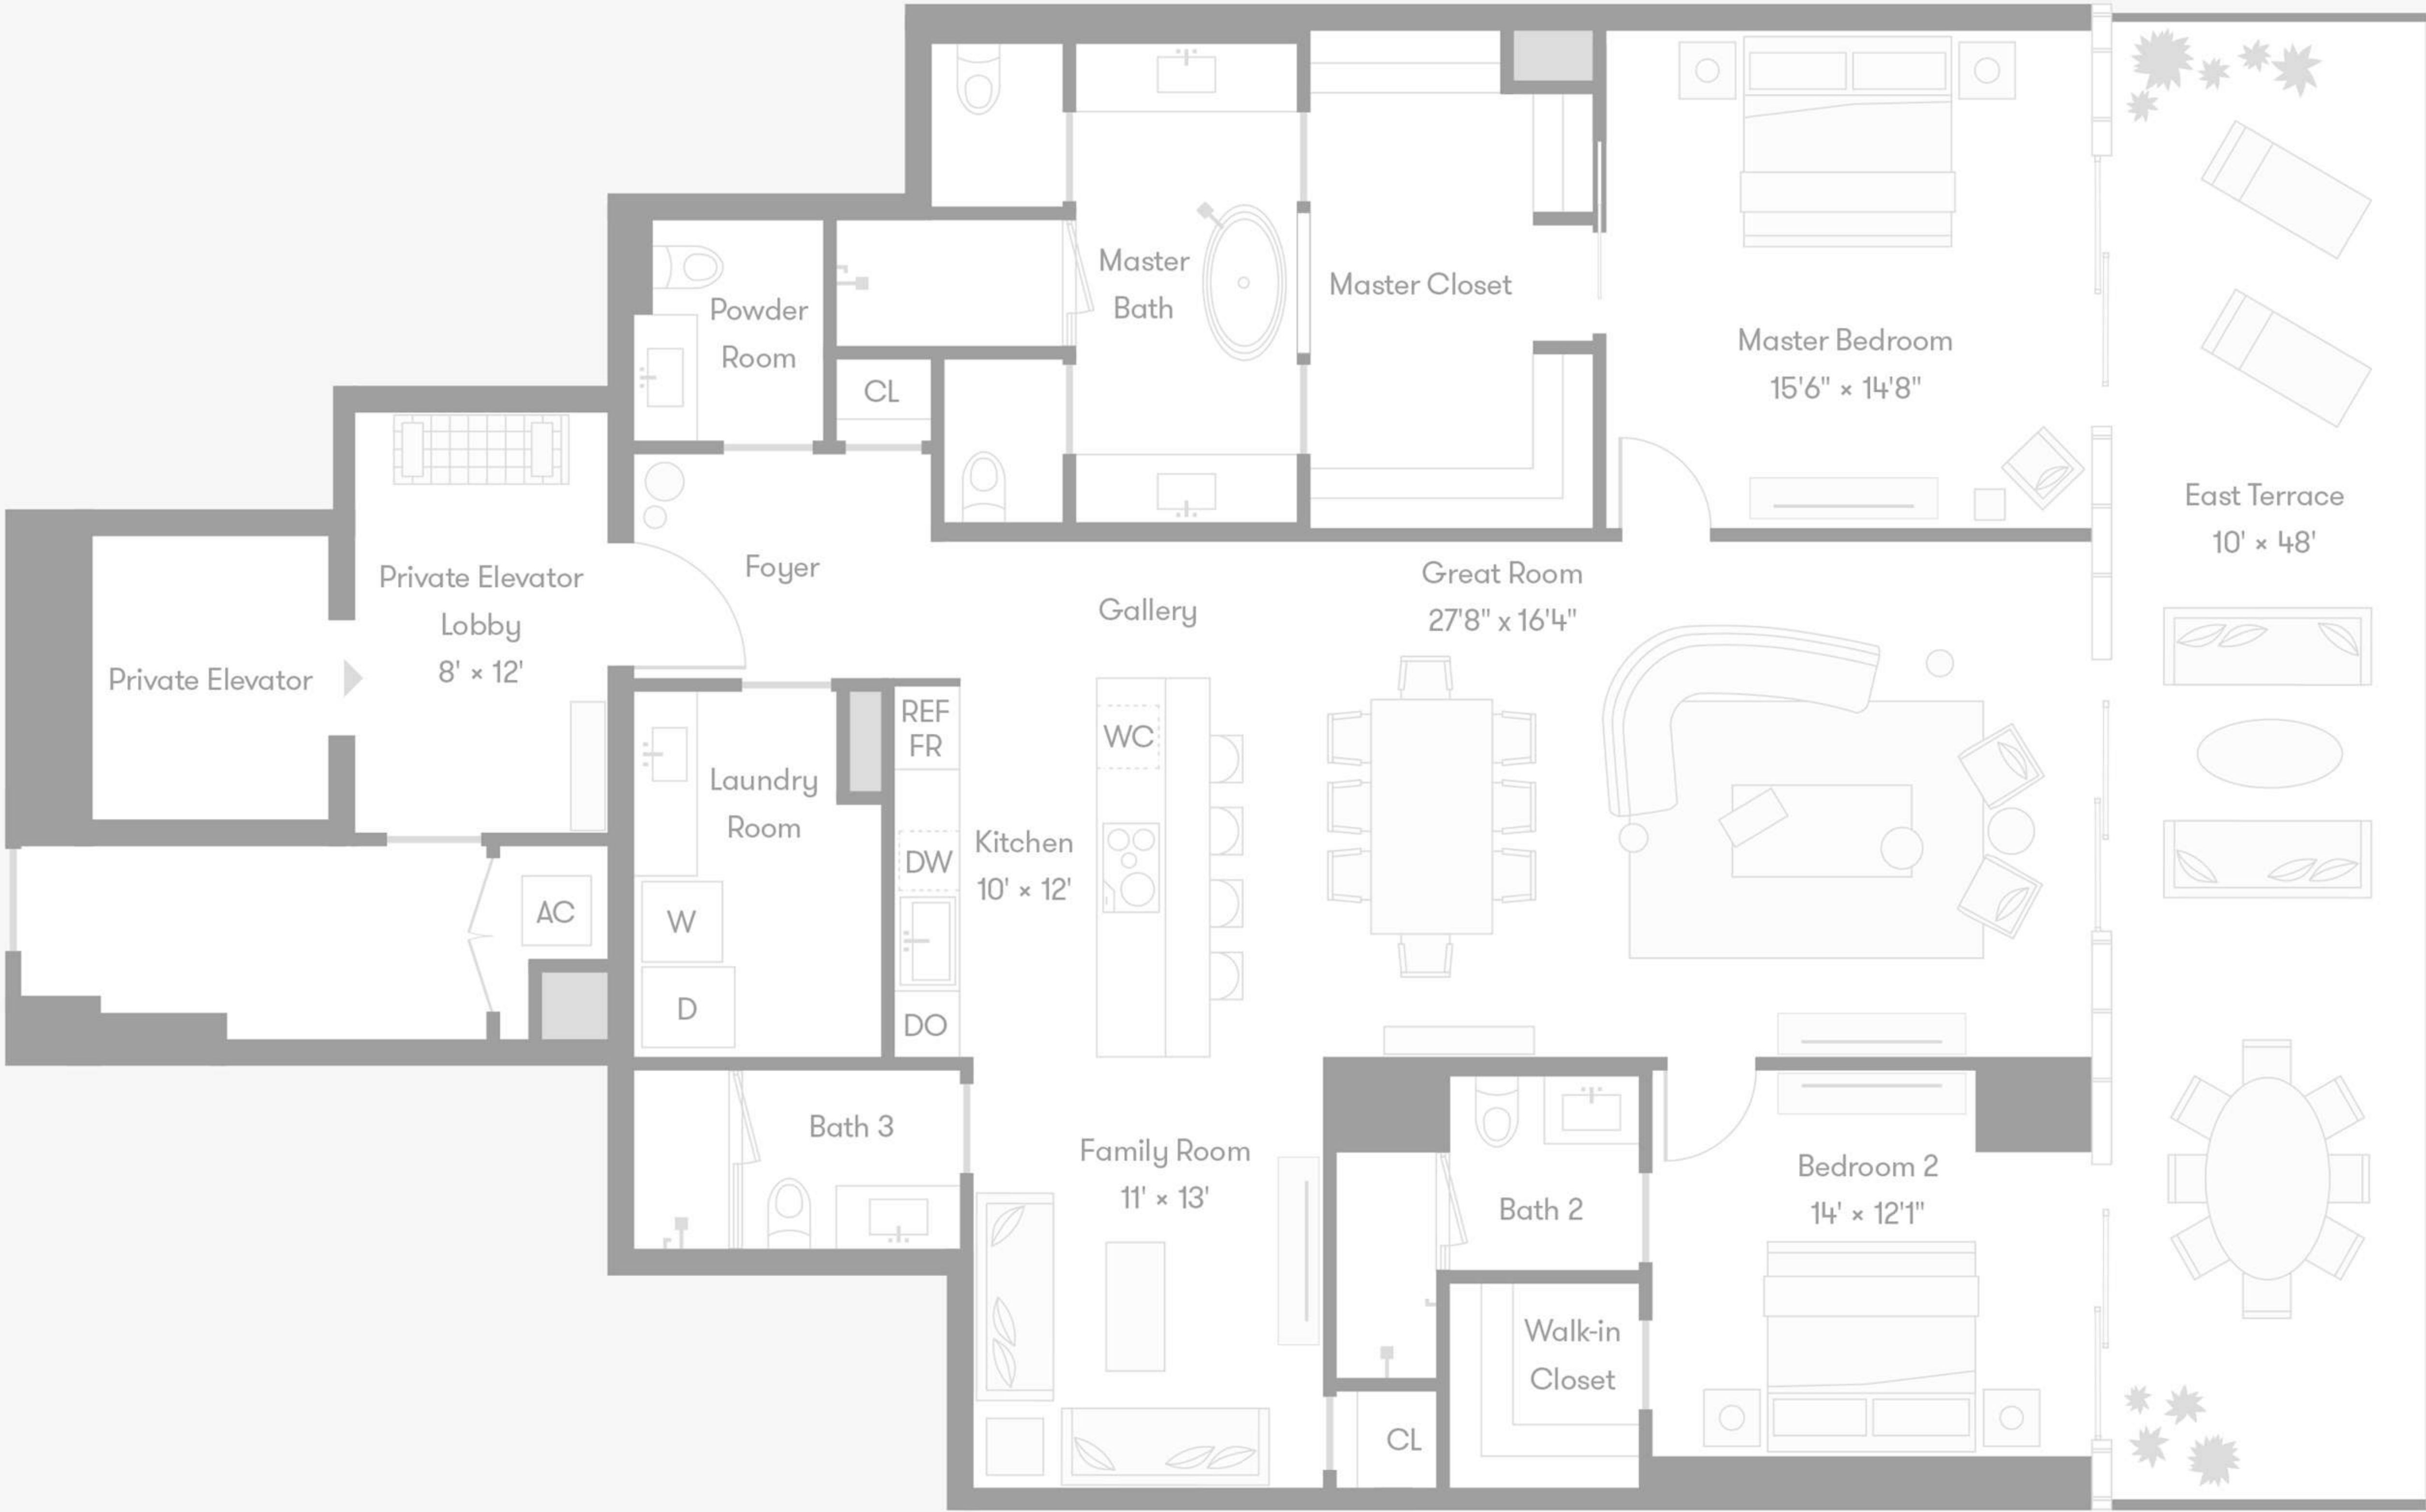 Master
Bath
Master Closet
Powder
Room
CL
Master Bedroom
15'6" × 14'8"
East Terrace
10' × 48'
Private Elevator
Lobby
8' × 12'
Private Elevator
Foyer
Gallery
Great Room
27'8" x 16'4"
REF
FR
WC
Laundry
Room
DW
Kitchen
10' × 12'
W
D
DO
AC
Bath 3
Family Room
11' × 13'
Bath 2
Bedroom 2
14' × 12'1"
Walk-in
Closet
CL